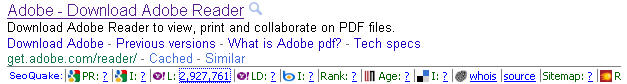 Adobe - Download Adobe Reader
Download Adobe Reader to view, print and collaborate on PDF files.
Download Adobe - Previous versions - What is Adobe pdf? - Tech specs
get.adobe.com/reader/ - Cached - Similar
SeoQuake: PR: ? I: ? L: 2,927,761 LD: ? I: ? Rank: ? Age: ? I: ? whois source Sitemap: ? R